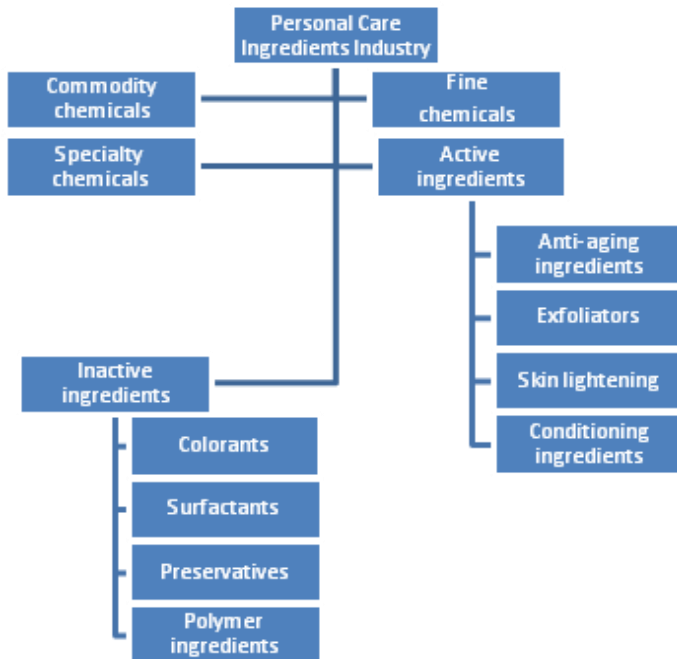 Personal Care
Ingredients Industry
Commodity
chemicals
Fine
chemicals
Specialty
chemicals
Active
ingredients
Anti-aging
ingredients
Exfoliators
Skin lightening
Conditioning
ingredients
Inactive
ingredients
Colorants
Surfactants
Preservatives
Polymer
ingredients